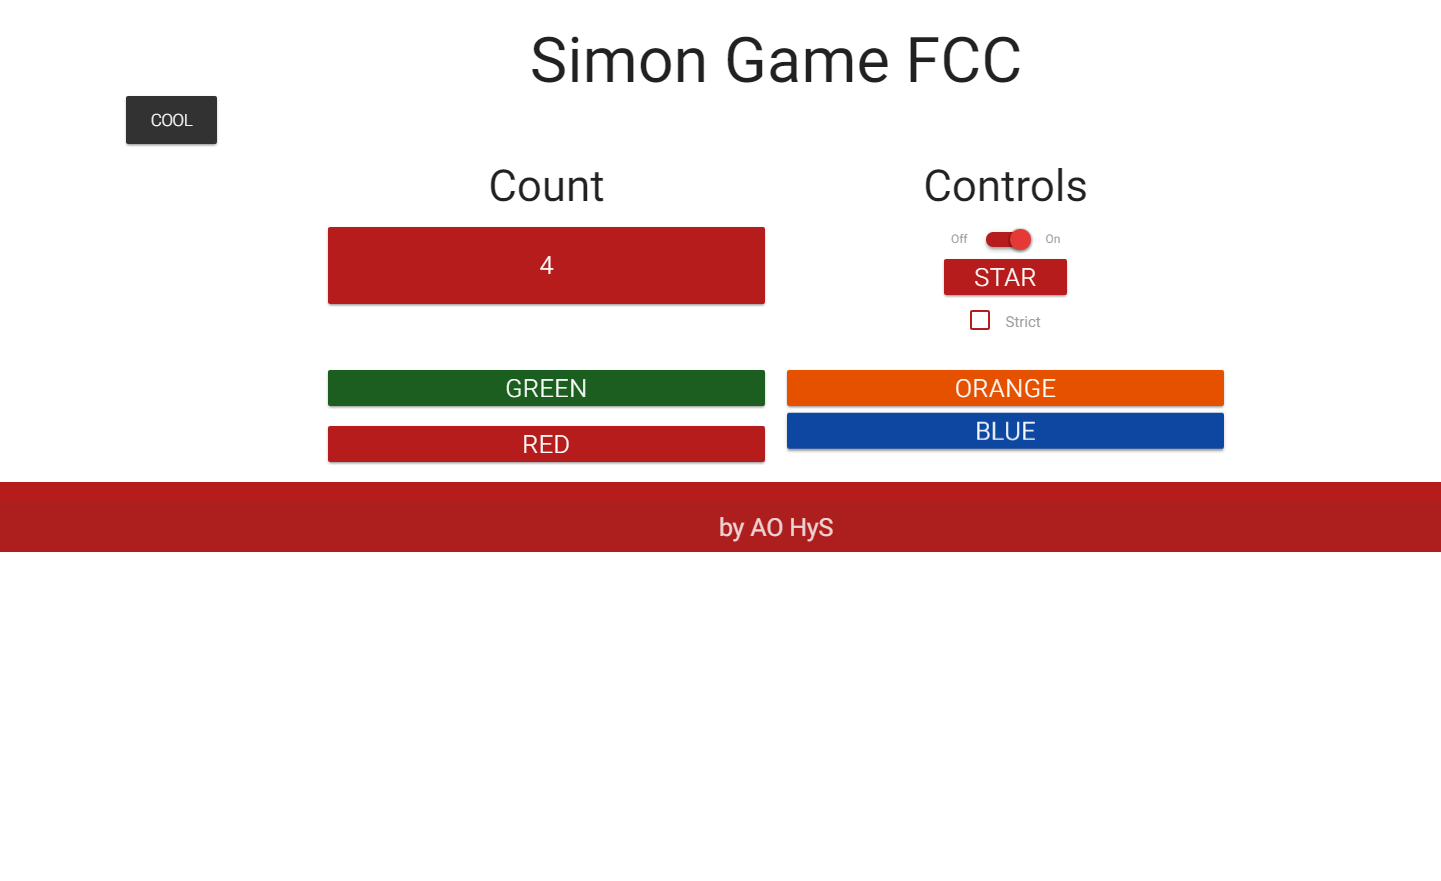 Simon Game FCC
COOL
Count
Controls
4
Off On
STAR
Strict
GREEN
ORANGE
RED
BLUE
by AO HyS